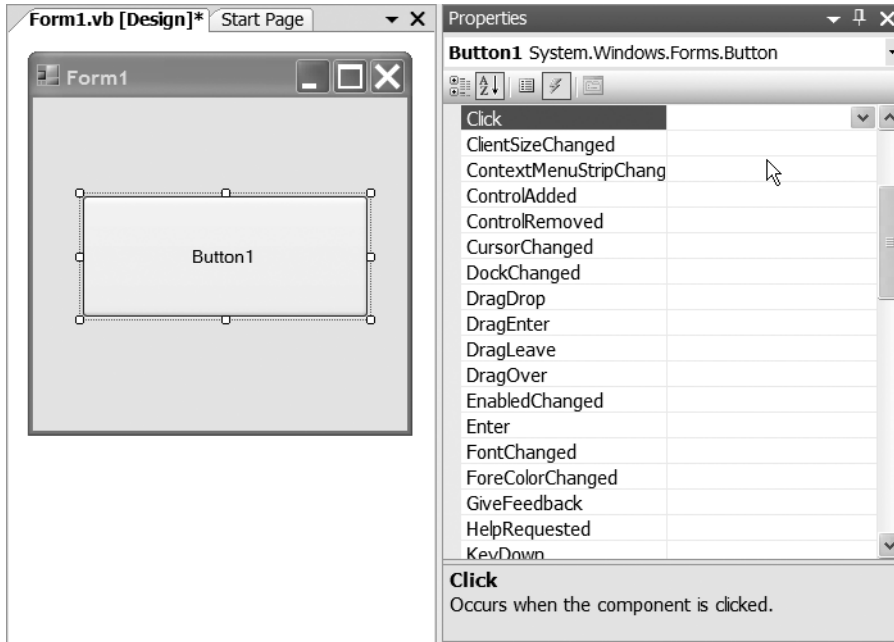 Form1.vb [Design]* Start Page
Form1
Button1
Properties
Button1 System.Windows.Forms.Button
A
Z
Click
ClientSizeChanged
ContextMenuStripChang
ControlAdded
ControlRemoved
CursorChanged
DockChanged
DragDrop
DragEnter
DragLeave
DragOver
EnabledChanged
Enter
FontChanged
ForeColorChanged
GiveFeedback
HelpRequested
KeyDown
Click
Occurs when the component is clicked.